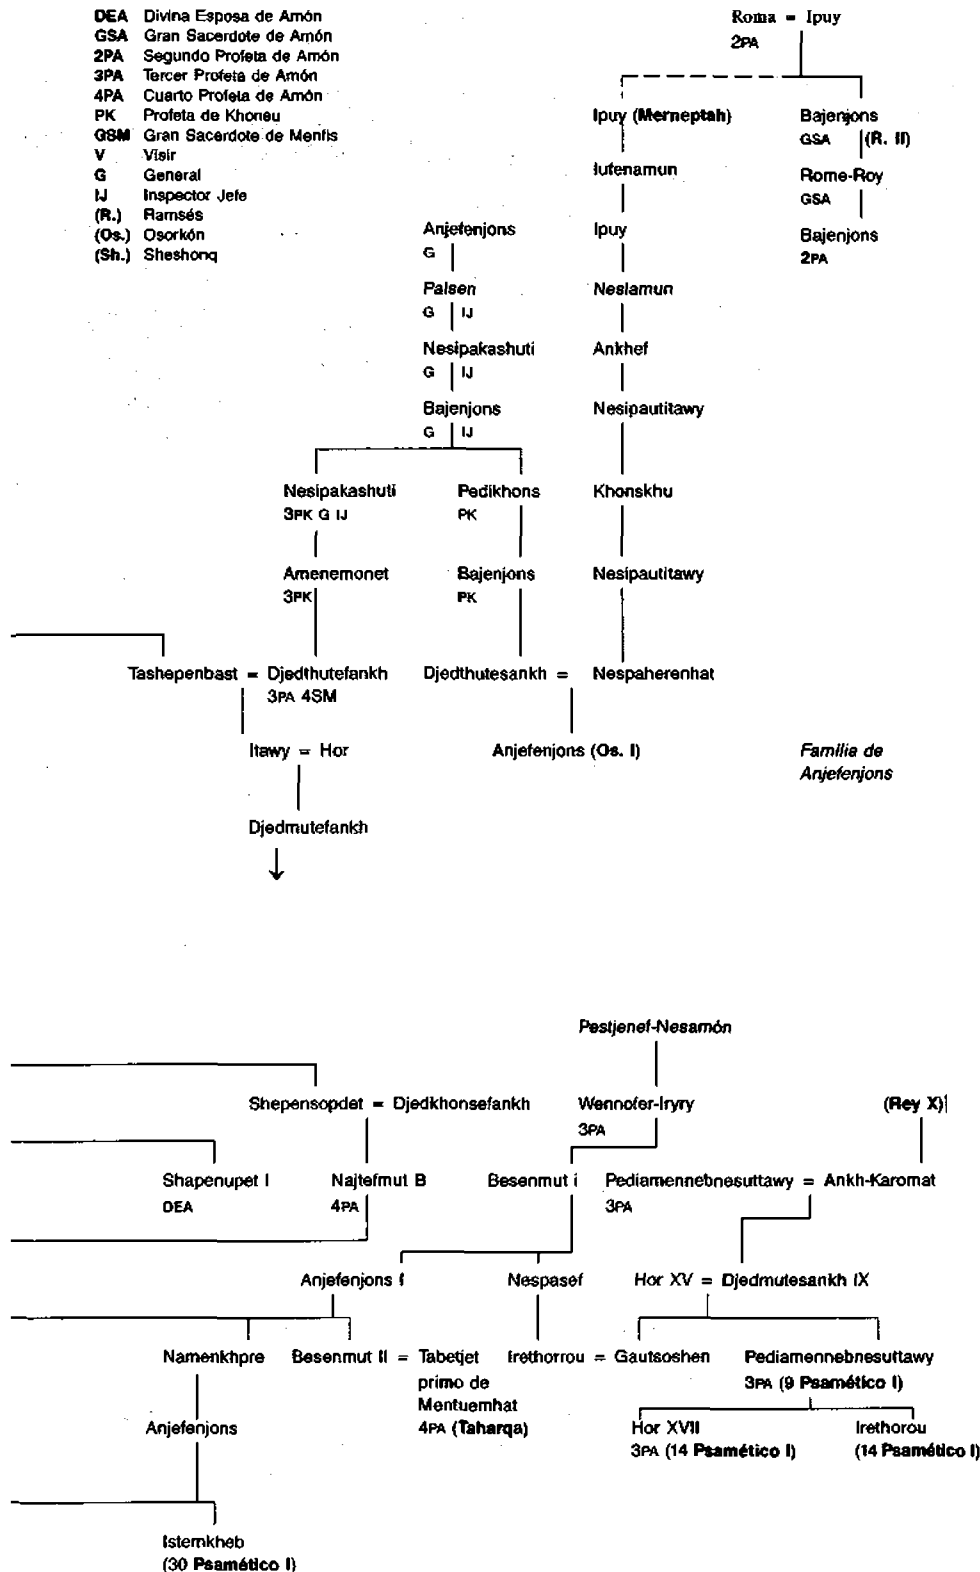 DEA Divina Esposa de Amón
GSA Gran Sacerdote de Amón
2PA Segundo Profeta de Amón
3PA Tercer Profeta de Amón
4PA Cuarto Profeta de Amón
PK Profeta de Khonsu
GSM Gran Sacerdote de Menfis
V Visir
G General
IJ Inspector Jefe
(R.) Ramsés
(Os.) Osorkón
(Sh.) Sheshonq
Roma = Ipuy
2PA
Ipuy (Merneptah) Bajenjons
GSA (R. II)
Iufenamun Rome-Roy
GSA
Anjefenjons Ipuy Bajenjons
G 2PA
Paisen Neslamun
G IJ
Nesipakashuti Ankhef
G IJ
Bajenjons Nesipautitawy
G IJ
Nesipakashuti Pedikhons Khonskhu
3PK G IJ PK
Amenemonet Bajenjons Nesipautitawy
3PK PK
Tashepenbast = Djedthutefankh Djedthutesankh = Nespaherenhat
3PA 4SM
Itawy = Hor Anjefenjons (Os. I) Familia de
Anjefenjons
Djedmutefankh
Pestjenef-Nesamón
Shepensopdet = Djedkhonsefankh Wennofer-Iryry (Rey X)
3PA
Shapenupet I Najtefmut B Besenmut i Pediamennebnesuttawy = Ankh-Karomat
DEA 4PA 3PA
Anjefenjons I Nespasef Hor XV = Djedmutesankh IX
Namenkhpre Besenmut II = Tabetjet Irethorrou = Gautsoshen Pediamennebnesuttawy
primo de 3PA (9 Psamético I)
Mentuemhat
4PA (Taharqa)
Anjefenjons Hor XVII Irethorou
3PA (14 Psamético I) (14 Psamético I)
Istemkheb
(30 Psamético I)